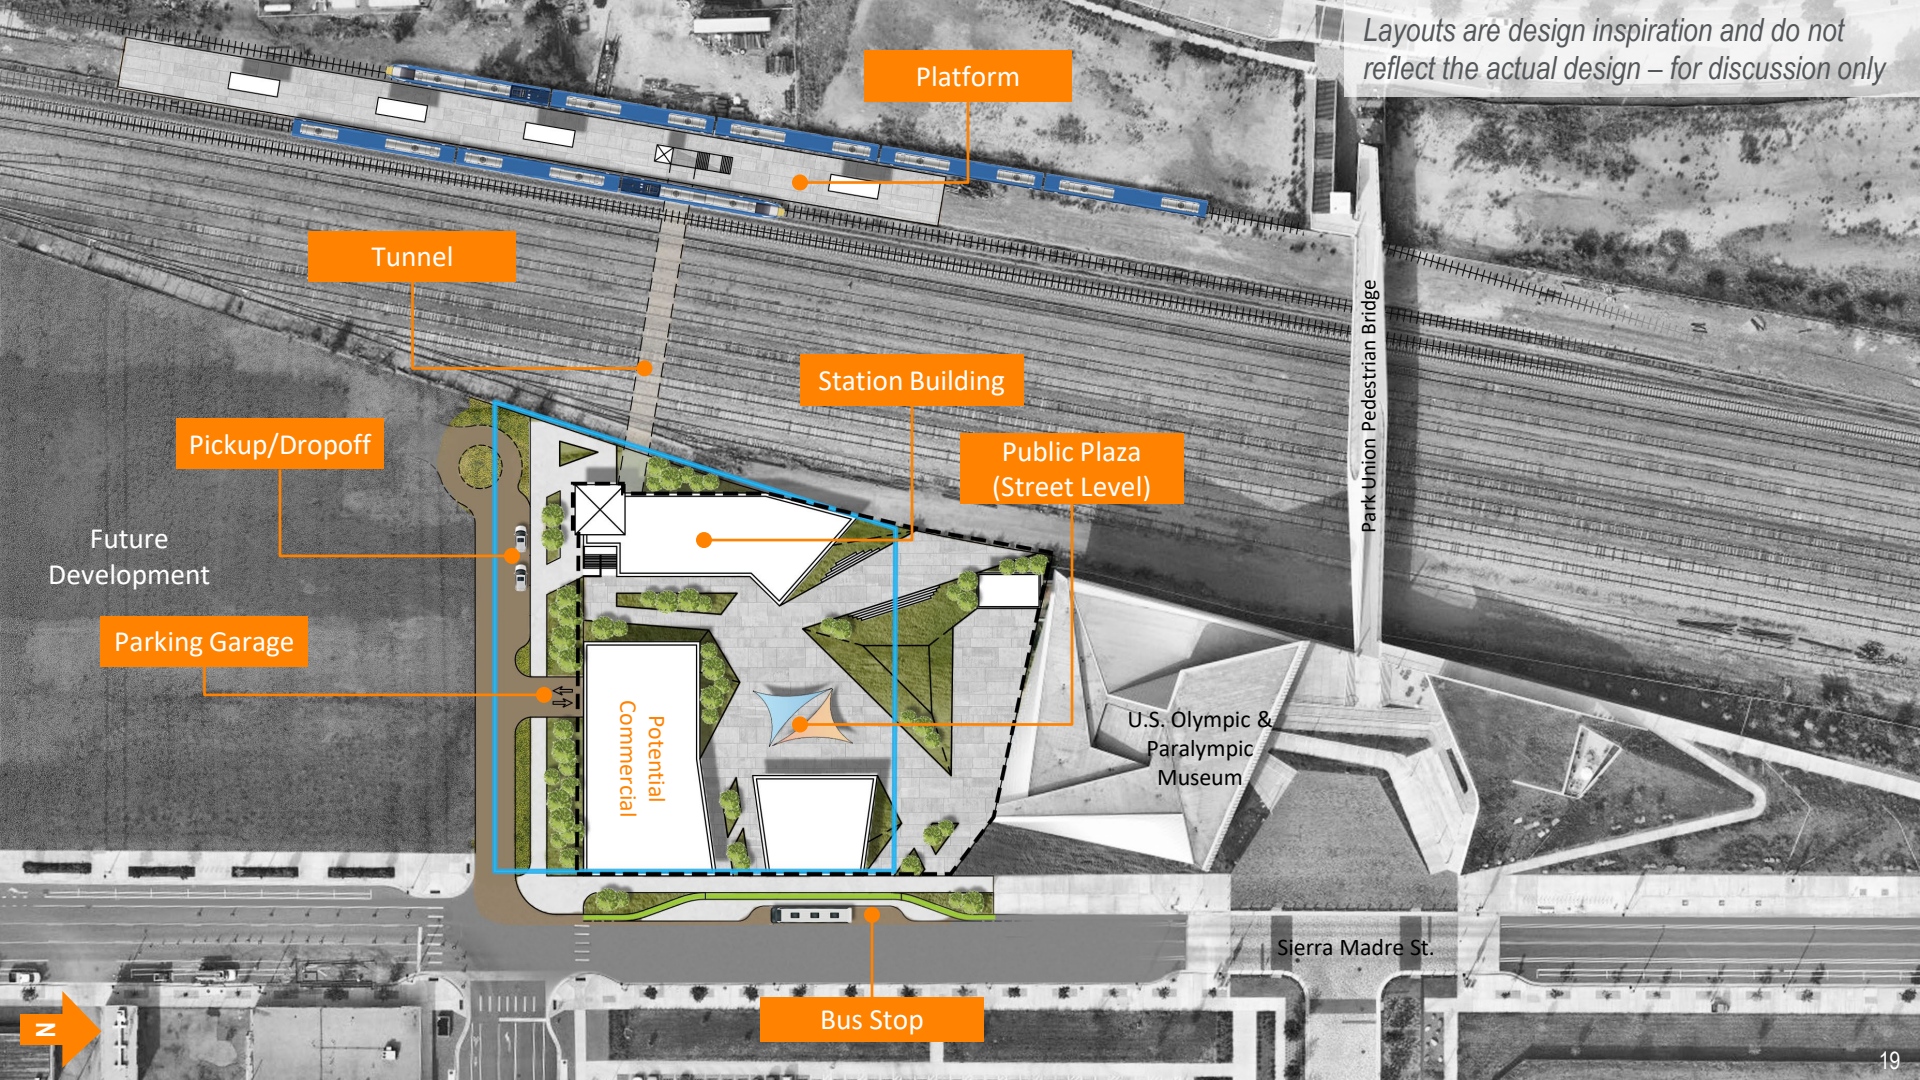 Layouts are design inspiration and do not
reflect the actual design – for discussion only
Platform
Tunnel
Station Building
Pickup/Dropoff
Public Plaza
(Street Level)
Park Union Pedestrian Bridge
Future
Development
Parking Garage
Potential
Commercial
U.S. Olympic &
Paralympic
Museum
Sierra Madre St.
Bus Stop
N
19